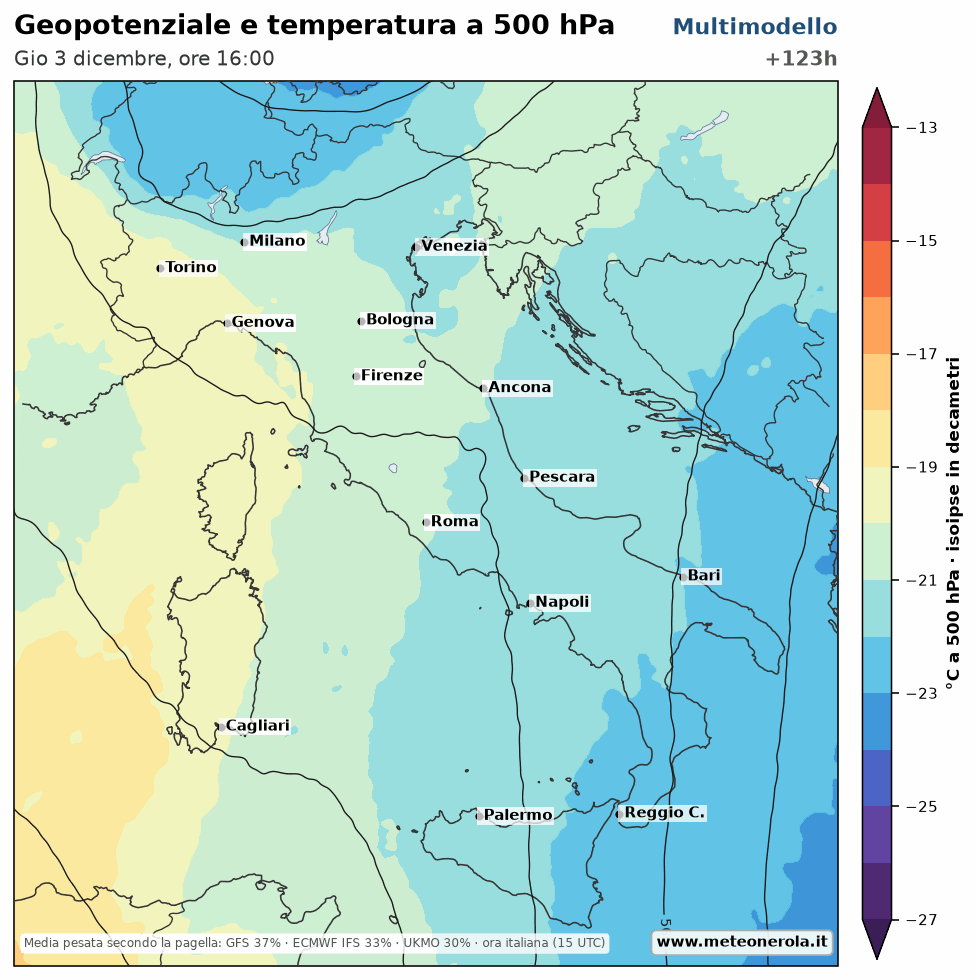 Geopotenziale e temperatura a 500 hPa
Multimodello
Gio 3 dicembre, ore 16:00
+123h
Milano
Venezia
Torino
Genova
Bologna
Firenze
Ancona
Pescara
Roma
Bari
Napoli
Cagliari
Palermo
Reggio C.
−13
−15
−17
−19
−21
−23
−25
−27
°C a 500 hPa · isoipse in decametri
Media pesata secondo la pagella: GFS 37% · ECMWF IFS 33% · UKMO 30% · ora italiana (15 UTC)
www.meteonerola.it